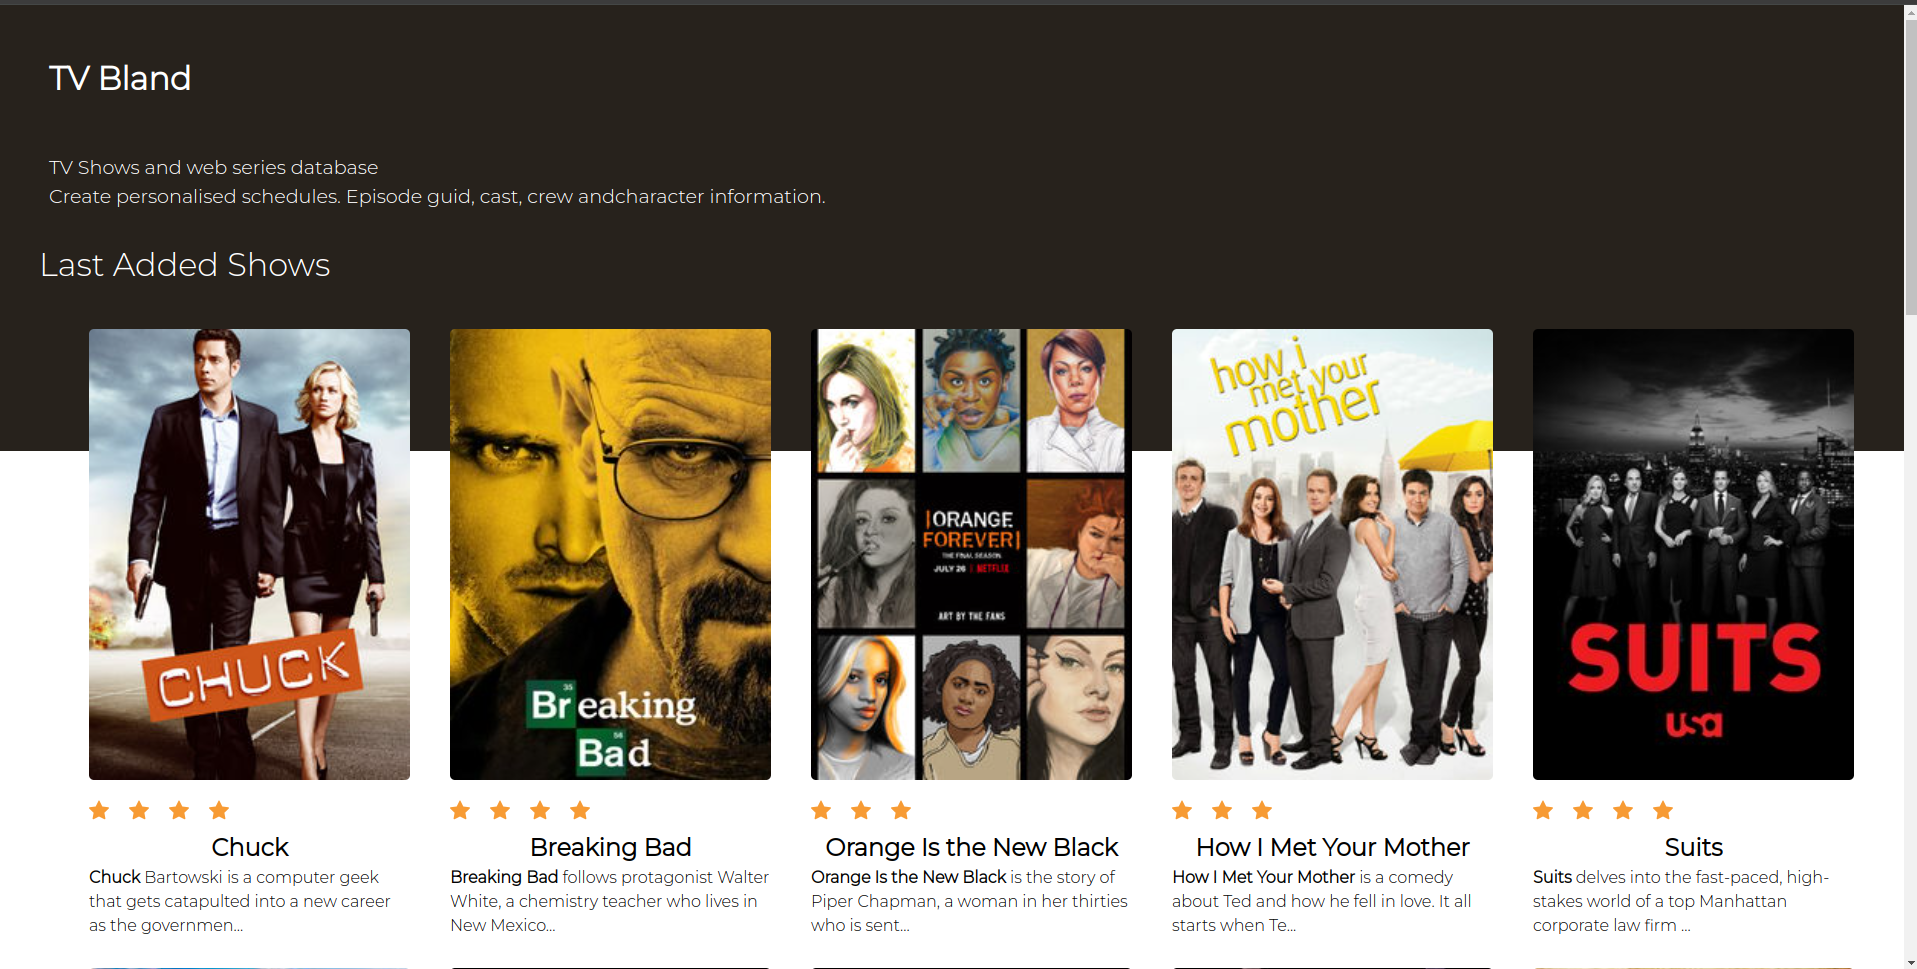 TV Bland
TV Shows and web series database
Create personalised schedules. Episode guid, cast, crew andcharacter information.
Last Added Shows
CHUCK
35
Breaking
56
Bad
ORANGE
FOREVER
THE FINAL SEASON
JULY 26 | NETFLIX
ART BY THE FANS
how i
met your
mother
SUITS
usa
Chuck
Chuck Bartowski is a computer geek
that gets catapulted into a new career
as the governmen...
Breaking Bad
Breaking Bad follows protagonist Walter
White, a chemistry teacher who lives in
New Mexico...
Orange Is the New Black
Orange Is the New Black is the story of
Piper Chapman, a woman in her thirties
who is sent...
How I Met Your Mother
How I Met Your Mother is a comedy
about Ted and how he fell in love. It all
starts when Te...
Suits
Suits delves into the fast-paced, high-
stakes world of a top Manhattan
corporate law firm ...